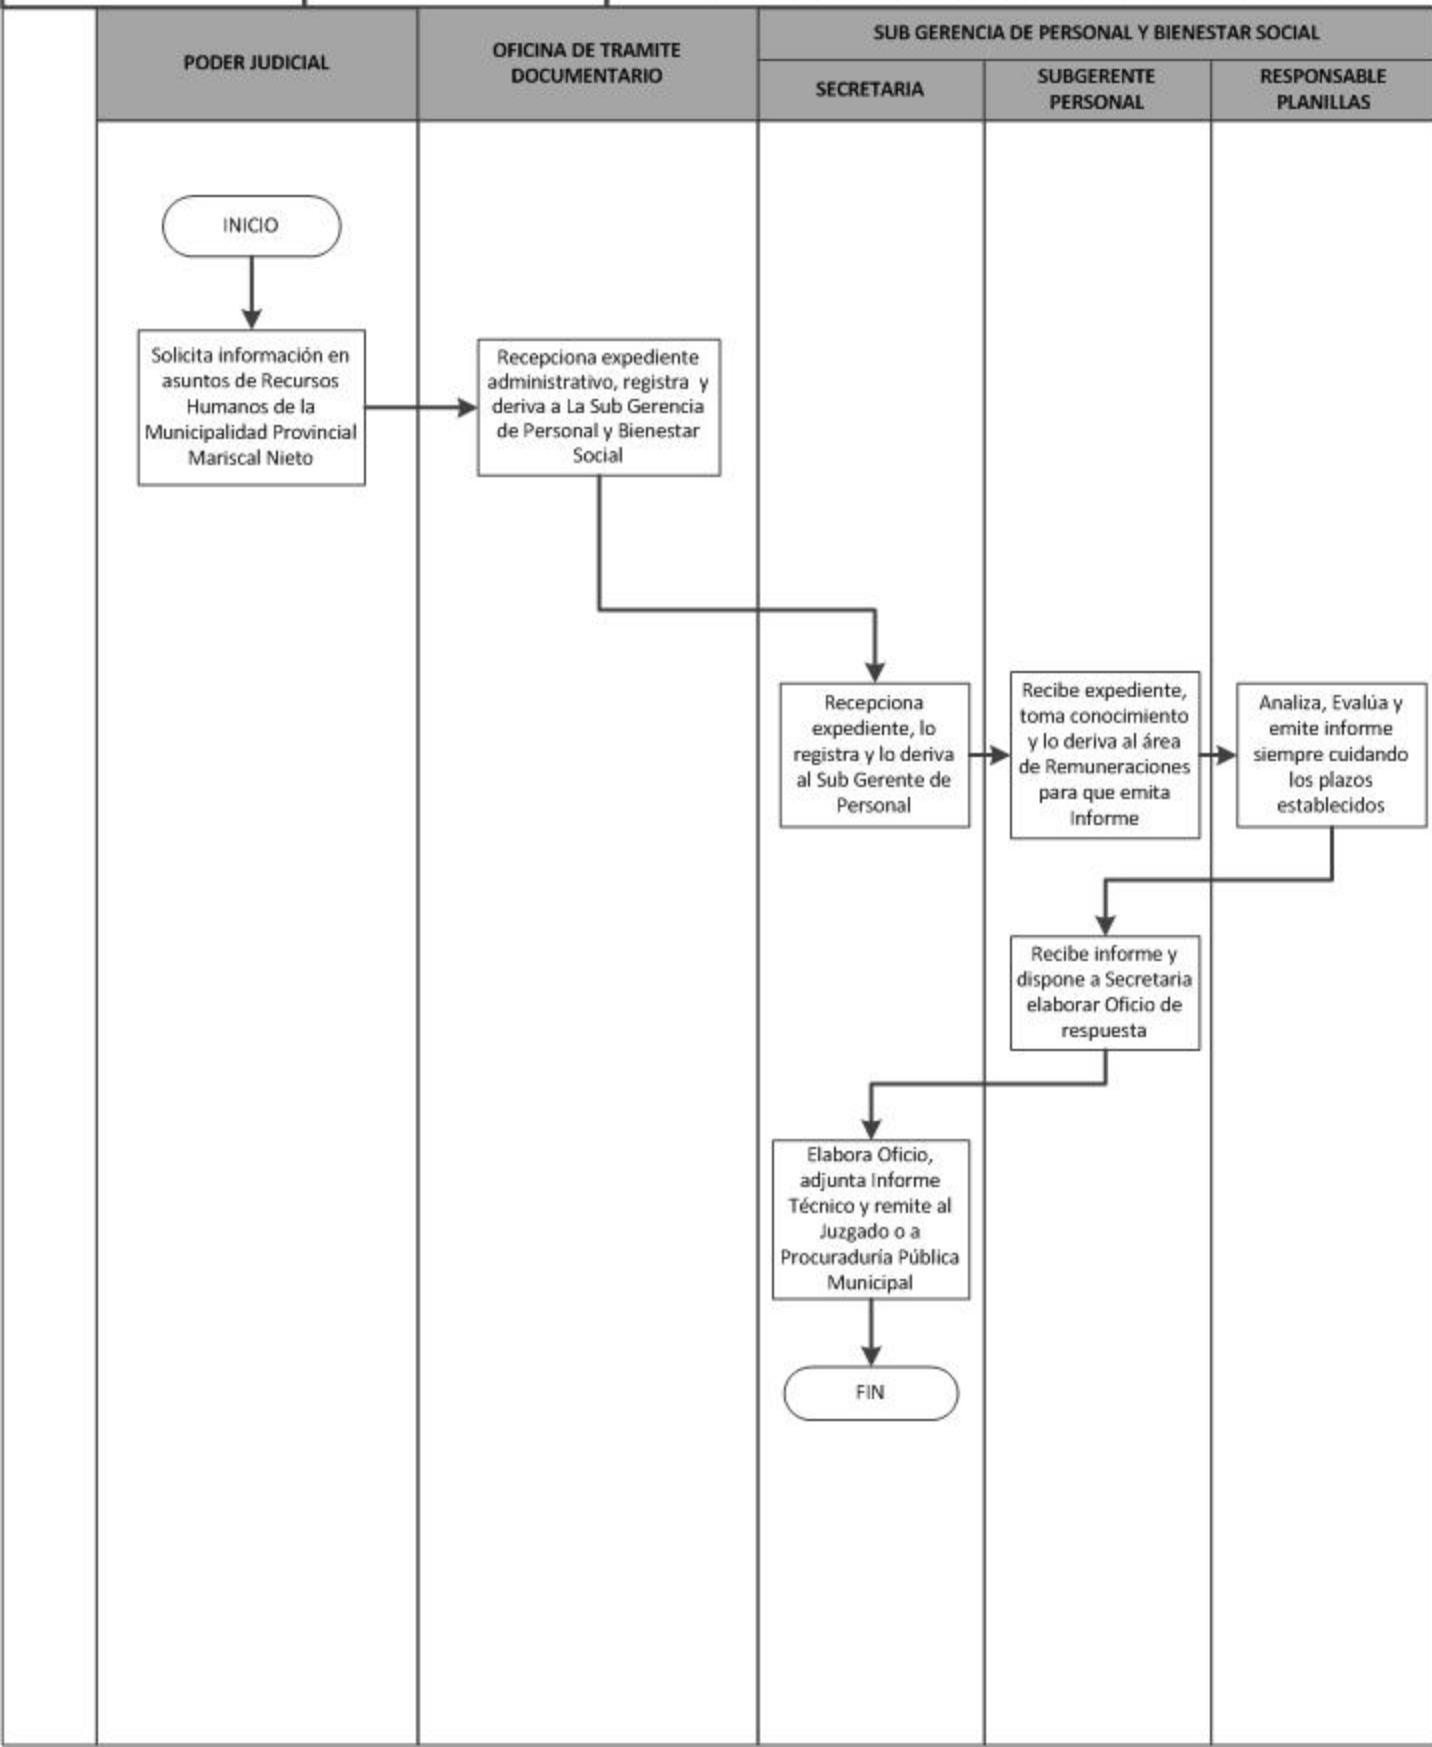 PODER JUDICIAL
OFICINA DE TRAMITE
DOCUMENTARIO
SUB GERENCIA DE PERSONAL Y BIENESTAR SOCIAL
SECRETARIA
SUBGERENTE
PERSONAL
RESPONSABLE
PLANILLAS
INICIO
Solicita información en
asuntos de Recursos
Humanos de la
Municipalidad Provincial
Mariscal Nieto
Recepciona expediente
administrativo, registra y
deriva a La Sub Gerencia
de Personal y Bienestar
Social
Recepciona
expediente, lo
registra y lo deriva
al Sub Gerente de
Personal
Recibe expediente,
toma conocimiento
y lo deriva al área
de Remuneraciones
para que emita
Informe
Analiza, Evalúa y
emite informe
siempre cuidando
los plazos
establecidos
Recibe informe y
dispone a Secretaria
elaborar Oficio de
respuesta
Elabora Oficio,
adjunta Informe
Técnico y remite al
Juzgado o a
Procuraduría Pública
Municipal
FIN